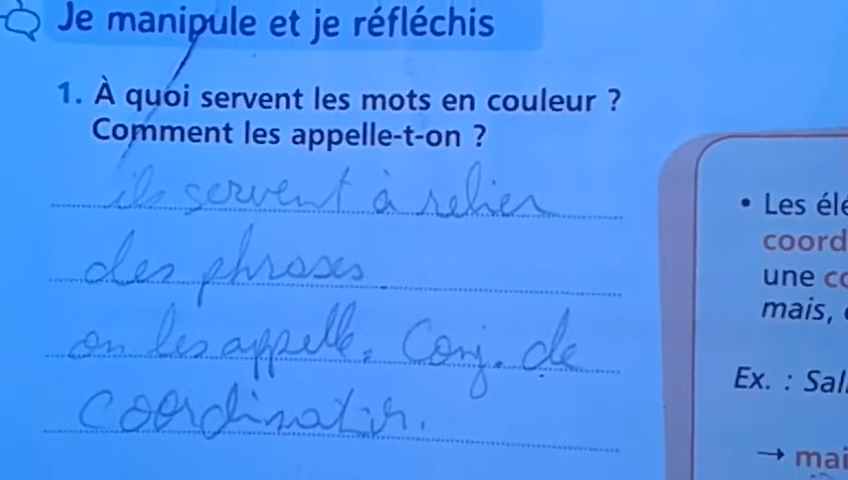 Je manipule et je réfléchis
1. À quoi servent les mots en couleur ?
Comment les appelle-t-on ?
ils servent à relier
des phrases.
on les appelle : Conj. de
coordination.
• Les élé
coord
une co
mais,
Ex. : Sal
→ mai